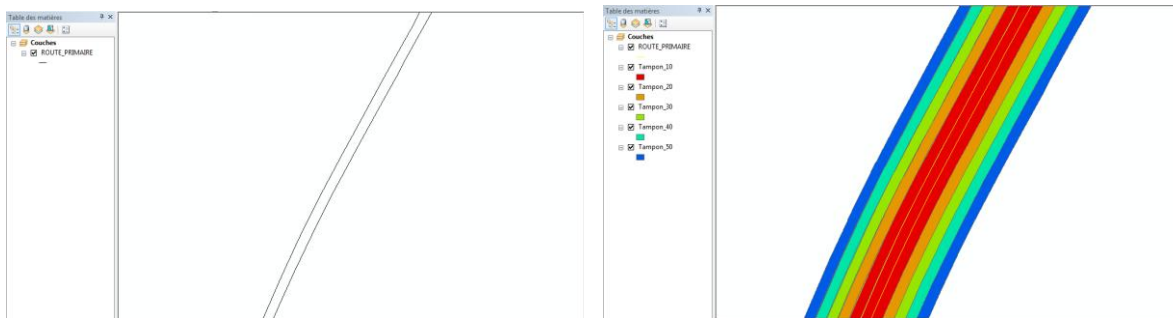 Table des matières
Couches
ROUTE_PRIMAIRE
Table des matières
Couches
ROUTE_PRIMAIRE
Tampon_10
Tampon_20
Tampon_30
Tampon_40
Tampon_50